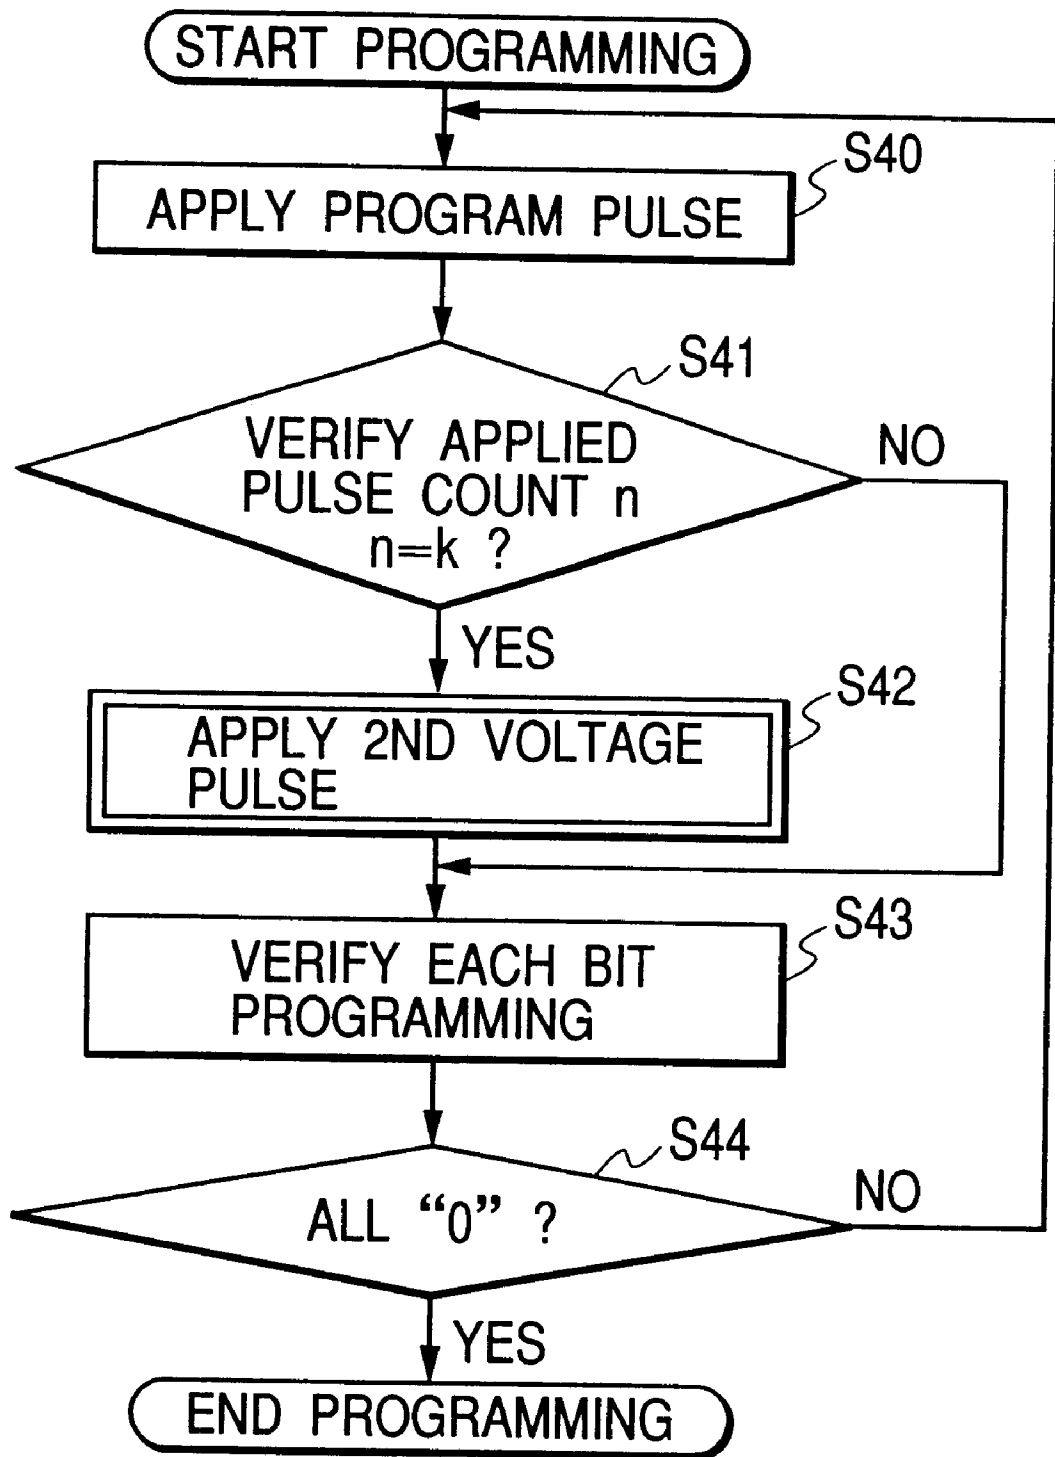 START PROGRAMMING
S40
APPLY PROGRAM PULSE
S41
VERIFY APPLIED
PULSE COUNT n
n=k ?
NO
YES
S42
APPLY 2ND VOLTAGE
PULSE
S43
VERIFY EACH BIT
PROGRAMMING
S44
ALL “0” ?
NO
YES
END PROGRAMMING